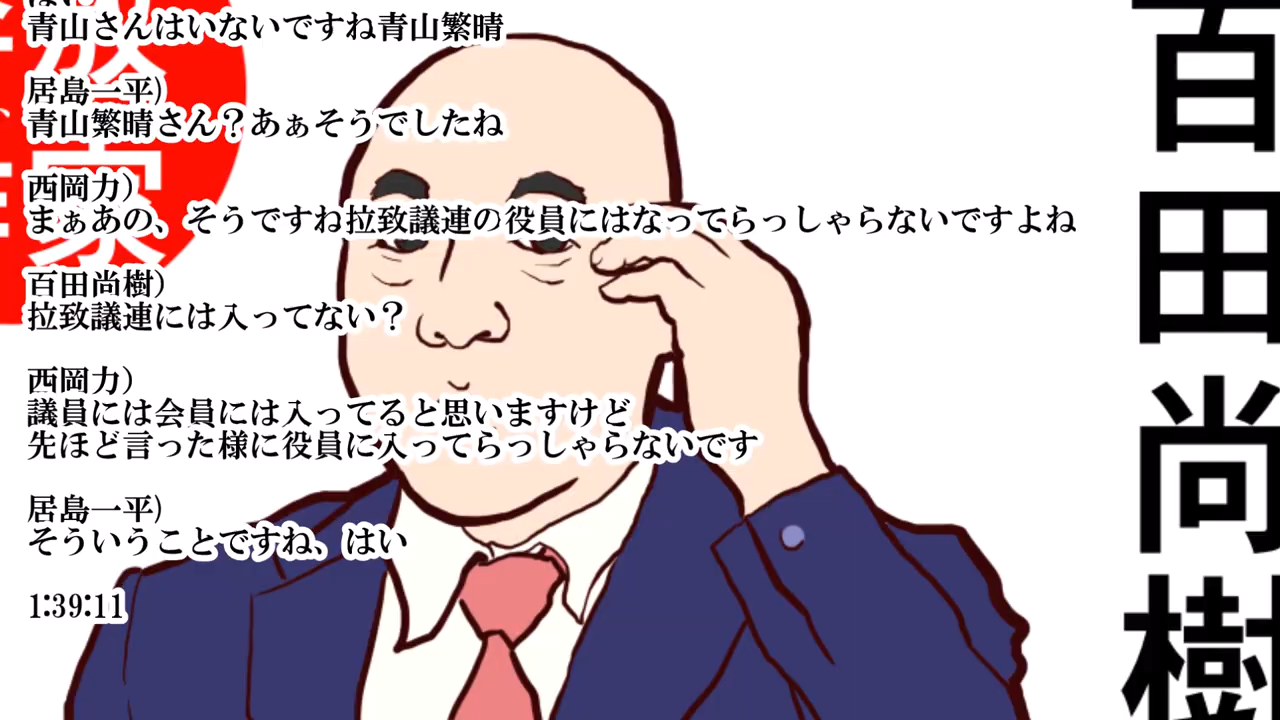 はい
青山さんはいないですね青山繁晴
居島一平)
青山繁晴さん?あぁそうでしたね
西岡力)
まぁあの、そうですね拉致議連の役員にはなってらっしゃらないですよね
百田尚樹)
拉致議連には入ってない?
西岡力)
議員には会員には入ってると思いますけど
先ほど言った様に役員に入ってらっしゃらないです
居島一平)
そういうことですね、はい
1:39:11
百田尚樹